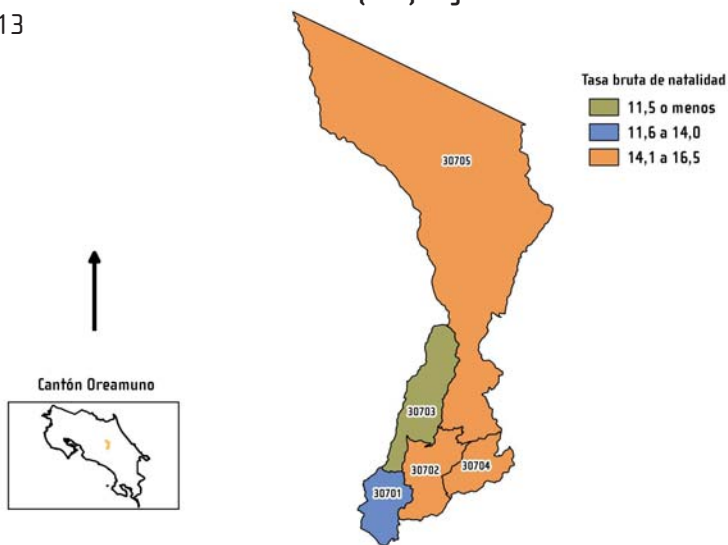 13
Tasa bruta de natalidad
11,5 o menos
11,6 a 14,0
14,1 a 16,5
30705
Cantón Oreamuno
30703
30702
30704
30701